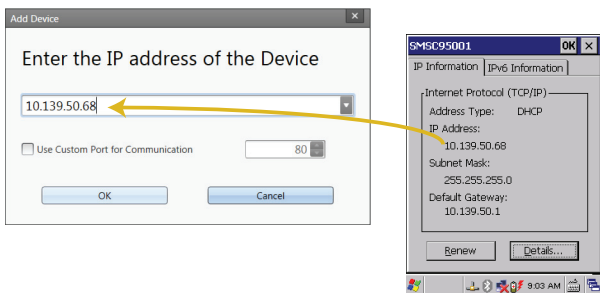 Add Device
Enter the IP address of the Device
10.139.50.68
Use Custom Port for Communication
80
OK
Cancel
SMSC95001
OK
IP Information
IPv6 Information
Internet Protocol (TCP/IP)
Address Type: DHCP
IP Address:
10.139.50.68
Subnet Mask:
255.255.255.0
Default Gateway:
10.139.50.1
Renew
Details...
9:03 AM